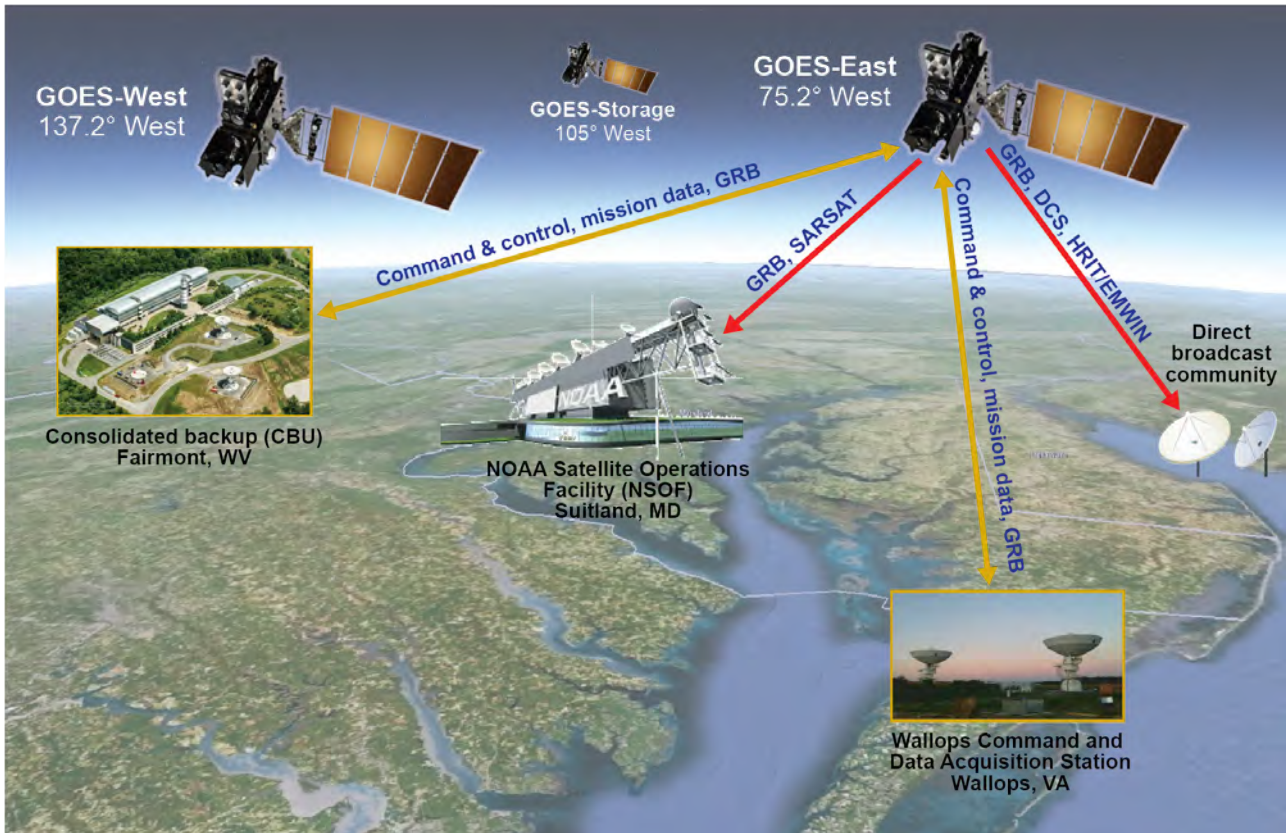 GOES-West
137.2° West
GOES-Storage
105° West
GOES-East
75.2° West
Command & control, mission data, GRB
GRB, SARSAT
Command & control, mission data, GRB
GRB, DCS, HRIT/EMWIN
Direct
broadcast
community
Consolidated backup (CBU)
Fairmont, WV
NOAA
NOAA Satellite Operations
Facility (NSOF)
Suitland, MD
Wallops Command and
Data Acquisition Station
Wallops, VA